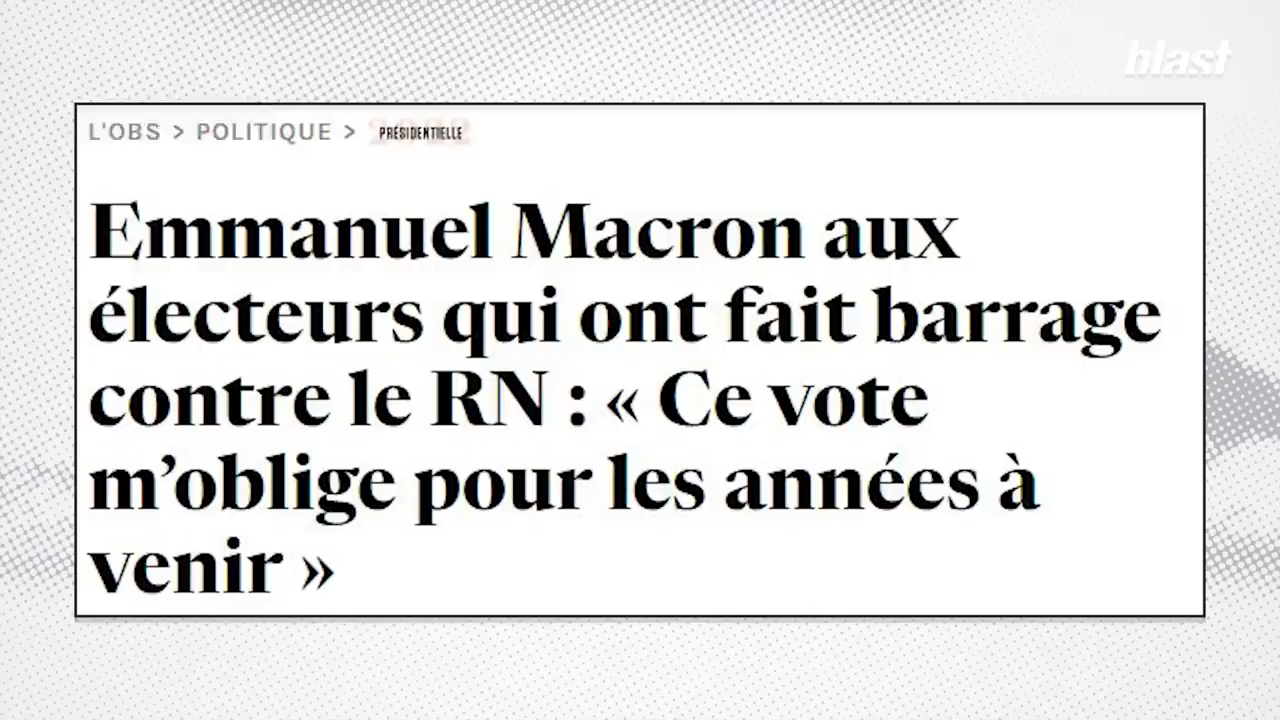 blast
L'OBS > POLITIQUE > PRÉSIDENTIELLE 2022
Emmanuel Macron aux
électeurs qui ont fait barrage
contre le RN : « Ce vote
m’oblige pour les années à
venir »